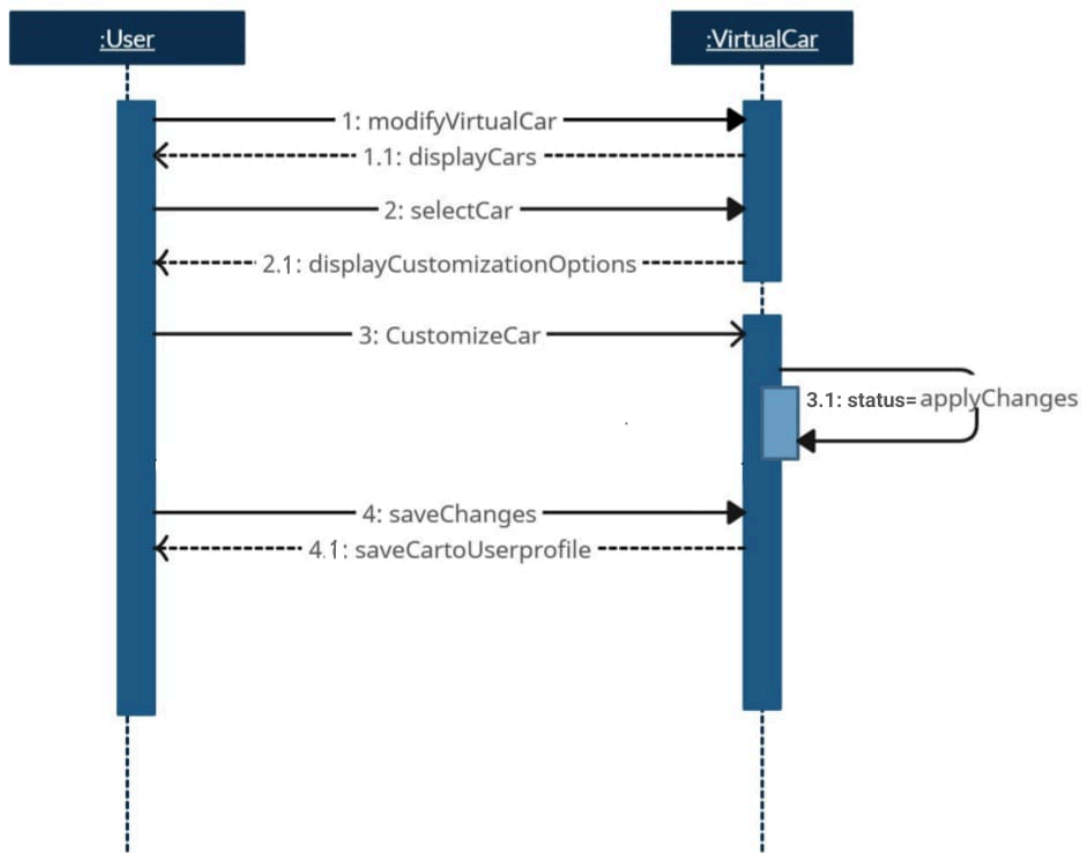 :User
:VirtualCar
1: modifyVirtualCar
1.1: displayCars
2: selectCar
2.1: displayCustomizationOptions
3: CustomizeCar
3.1: status= applyChanges
4: saveChanges
4.1: saveCartoUserprofile